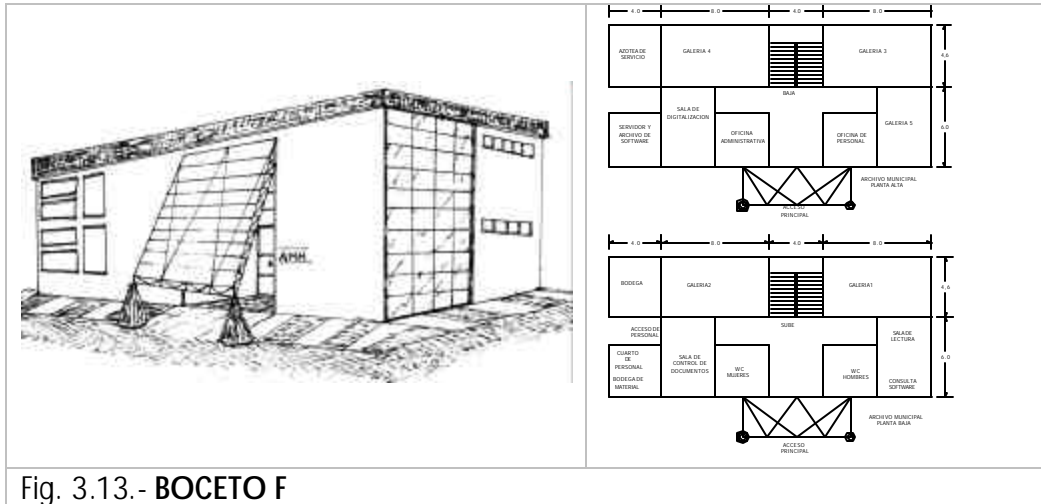 AMH
4.0 8.0 4.0 8.0
AZOTEA DE
SERVICIO
GALERIA 4
GALERIA 3
4,6
BAJA
SALA DE
DIGITALIZACION
SERVIDOR Y
ARCHIVO DE
SOFTWARE
OFICINA
ADMINISTRATIVA
OFICINA DE
PERSONAL
GALERIA 5
6.0
ARCHIVO MUNICIPAL
PLANTA ALTA
ACCESO
PRINCIPAL
4.0 8.0 4.0 8.0
BODEGA
GALERIA2
GALERIA1
4,6
SUBE
ACCESO DE
PERSONAL
SALA DE
LECTURA
CUARTO
DE
PERSONAL
BODEGA DE
MATERIAL
SALA DE
CONTROL DE
DOCUMENTOS
WC
MUJERES
WC
HOMBRES
CONSULTA
SOFTWARE
6.0
ARCHIVO MUNICIPAL
PLANTA BAJA
ACCESO
PRINCIPAL
Fig. 3.13.- BOCETO F